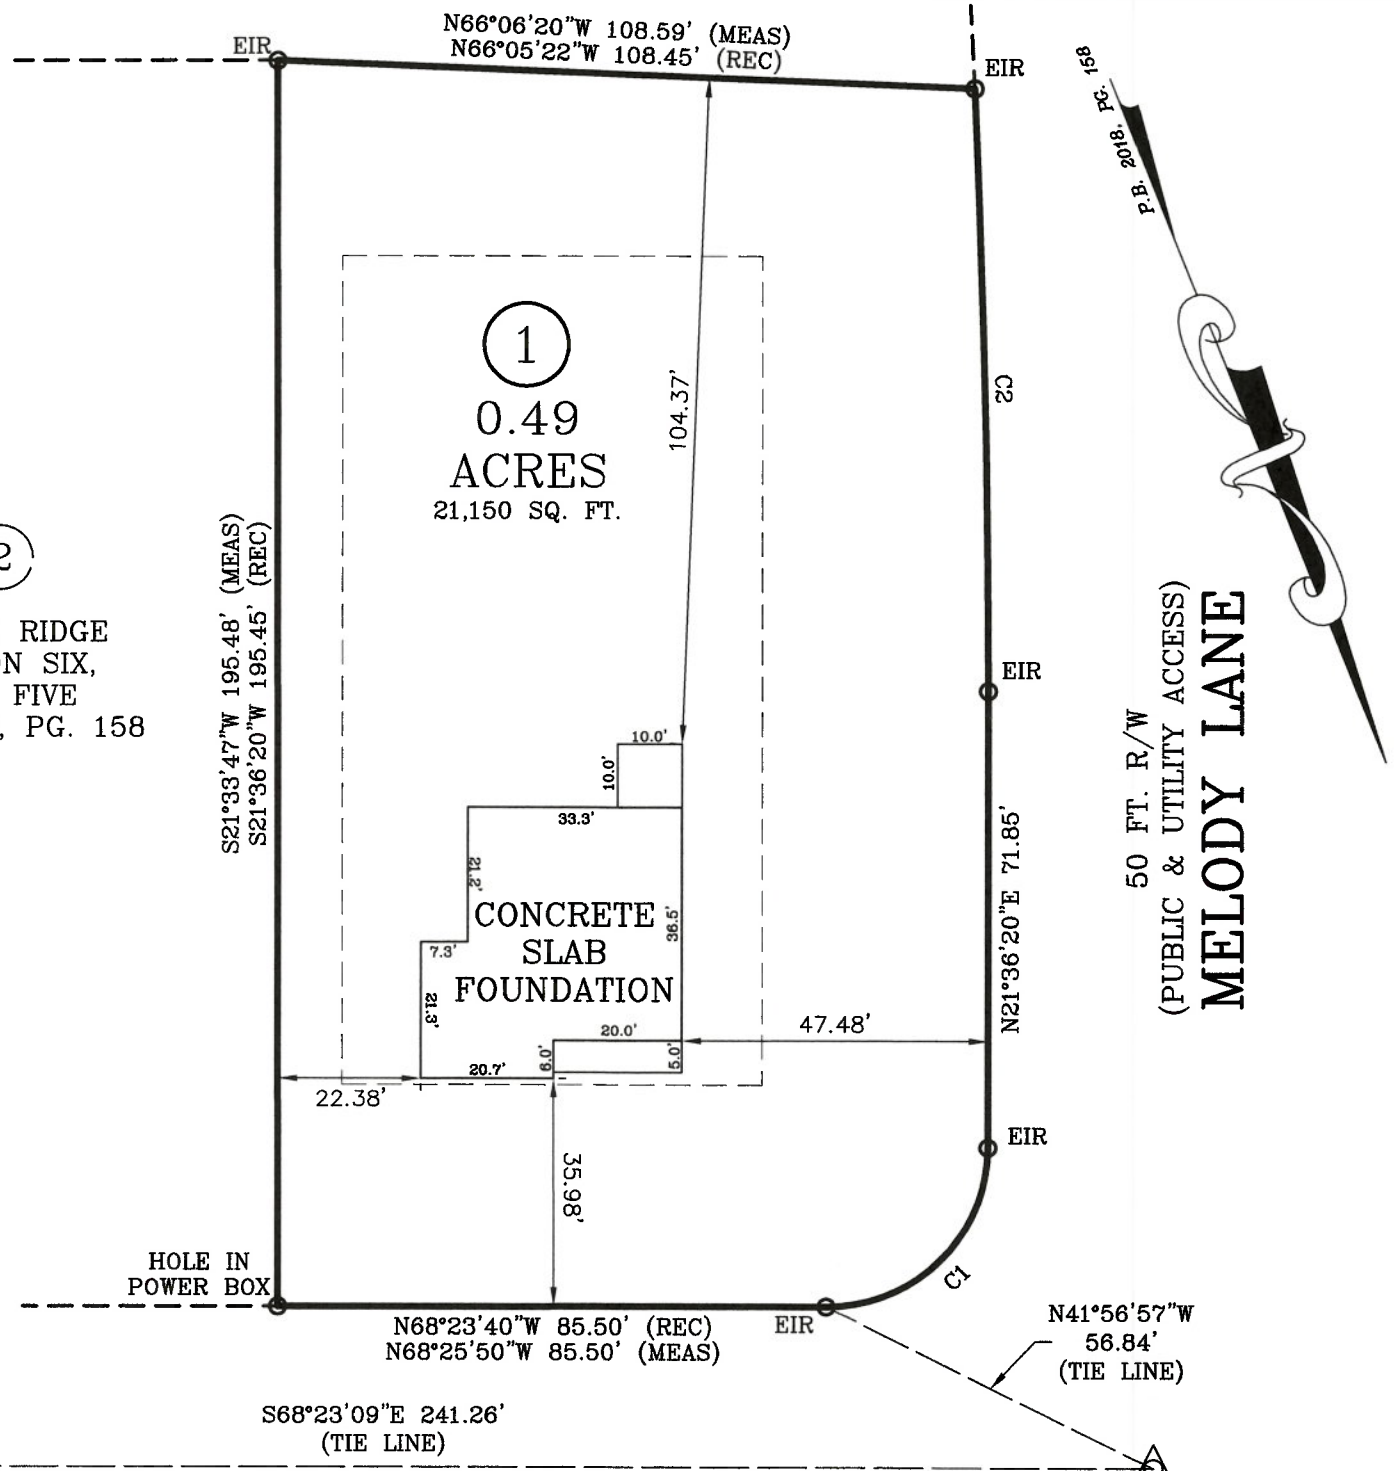 N66°06'20"W 108.59' (MEAS)
N66°05'22"W 108.45' (REC)
EIR
EIR
P.B. 2018, PG. 158
1
0.49
ACRES
21,150 SQ. FT.
104.37'
C2
S21°33'47"W 195.48' (MEAS)
S21°36'20"W 195.45' (REC)
2
RIDGE
ON SIX,
FIVE
, PG. 158
EIR
50 FT. R/W
(PUBLIC & UTILITY ACCESS)
MELODY LANE
10.0'
10.0'
33.3'
21.2'
CONCRETE
SLAB
FOUNDATION
36.5'
7.3'
21.3'
20.0'
6.0'
5.0'
20.7'
47.48'
N21°36'20"E 71.85'
22.38'
35.98'
EIR
HOLE IN
POWER BOX
C1
N68°23'40"W 85.50' (REC)
N68°25'50"W 85.50' (MEAS)
EIR
N41°56'57"W
56.84'
(TIE LINE)
S68°23'09"E 241.26'
(TIE LINE)